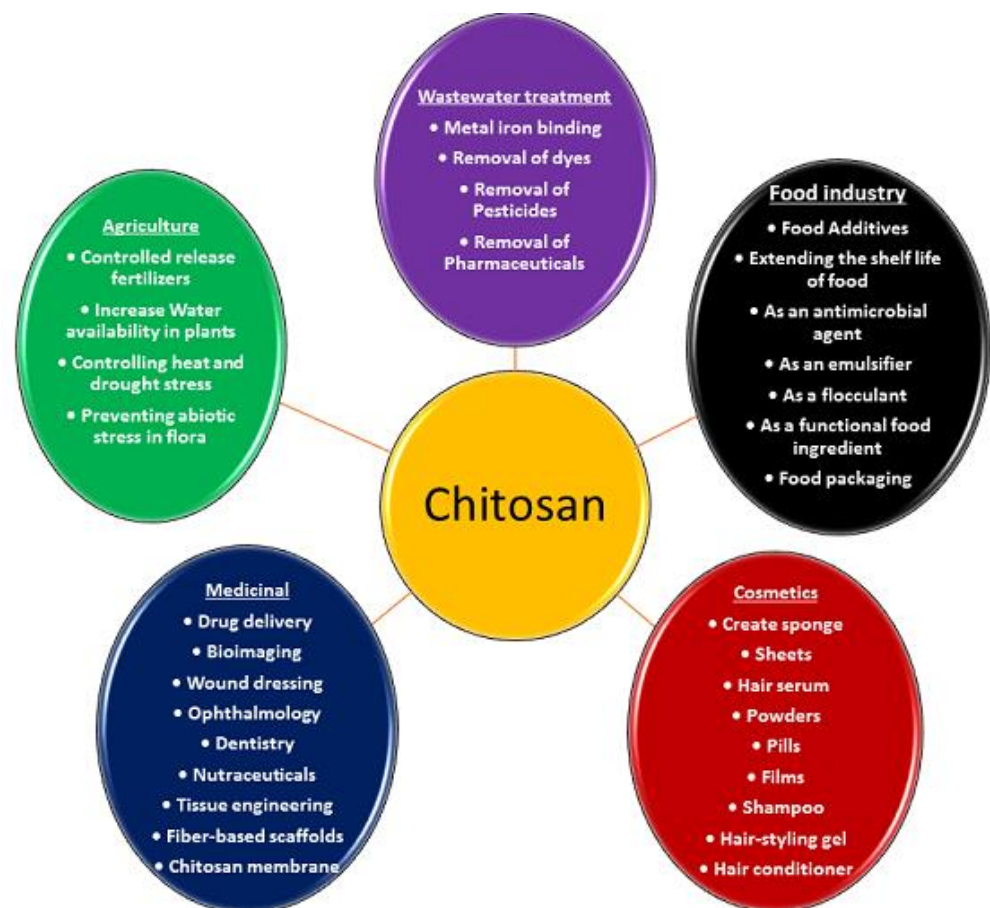 Wastewater treatment
• Metal iron binding
• Removal of dyes
• Removal of
Pesticides
• Removal of
Pharmaceuticals
Agriculture
• Controlled release
fertilizers
• Increase Water
availability in plants
• Controlling heat and
drought stress
• Preventing abiotic
stress in flora
Food industry
• Food Additives
• Extending the shelf life
of food
• As an antimicrobial
agent
• As an emulsifier
• As a flocculant
• As a functional food
ingredient
• Food packaging
Chitosan
Medicinal
• Drug delivery
• Bioimaging
• Wound dressing
• Ophthalmology
• Dentistry
• Nutraceuticals
• Tissue engineering
• Fiber-based scaffolds
• Chitosan membrane
Cosmetics
• Create sponge
• Sheets
• Hair serum
• Powders
• Pills
• Films
• Shampoo
• Hair-styling gel
• Hair conditioner